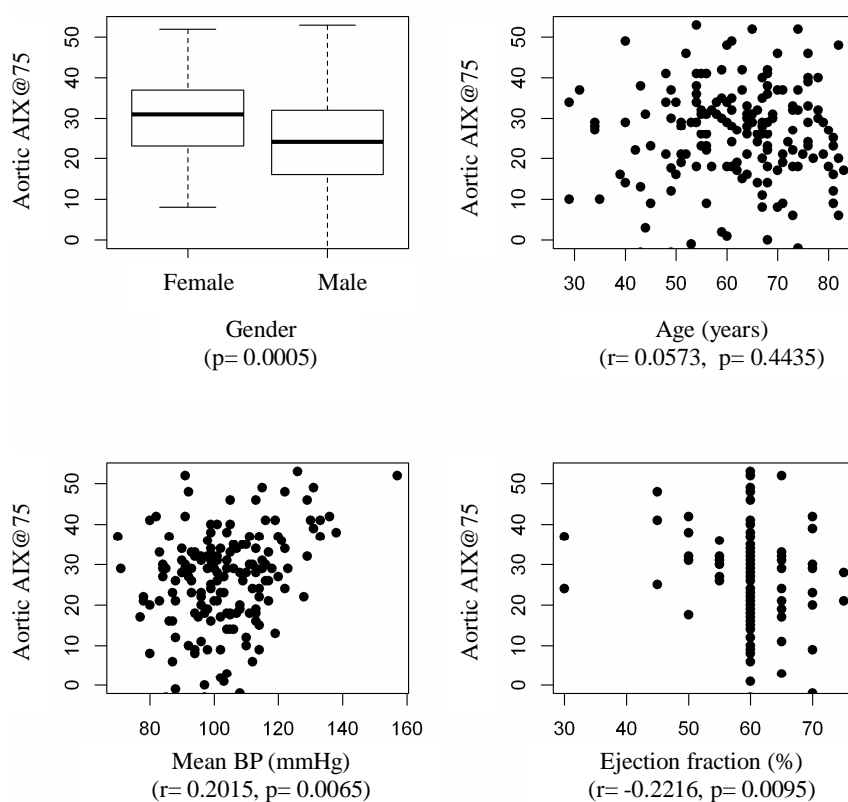 Aortic AIX@75
50
40
30
20
10
0
Female Male
Gender
(p= 0.0005)
Aortic AIX@75
50
40
30
20
10
0
30 40 50 60 70 80
Age (years)
(r= 0.0573, p= 0.4435)
Aortic AIX@75
50
40
30
20
10
0
80 100 120 140 160
Mean BP (mmHg)
(r= 0.2015, p= 0.0065)
Aortic AIX@75
50
40
30
20
10
0
30 40 50 60 70
Ejection fraction (%)
(r= -0.2216, p= 0.0095)